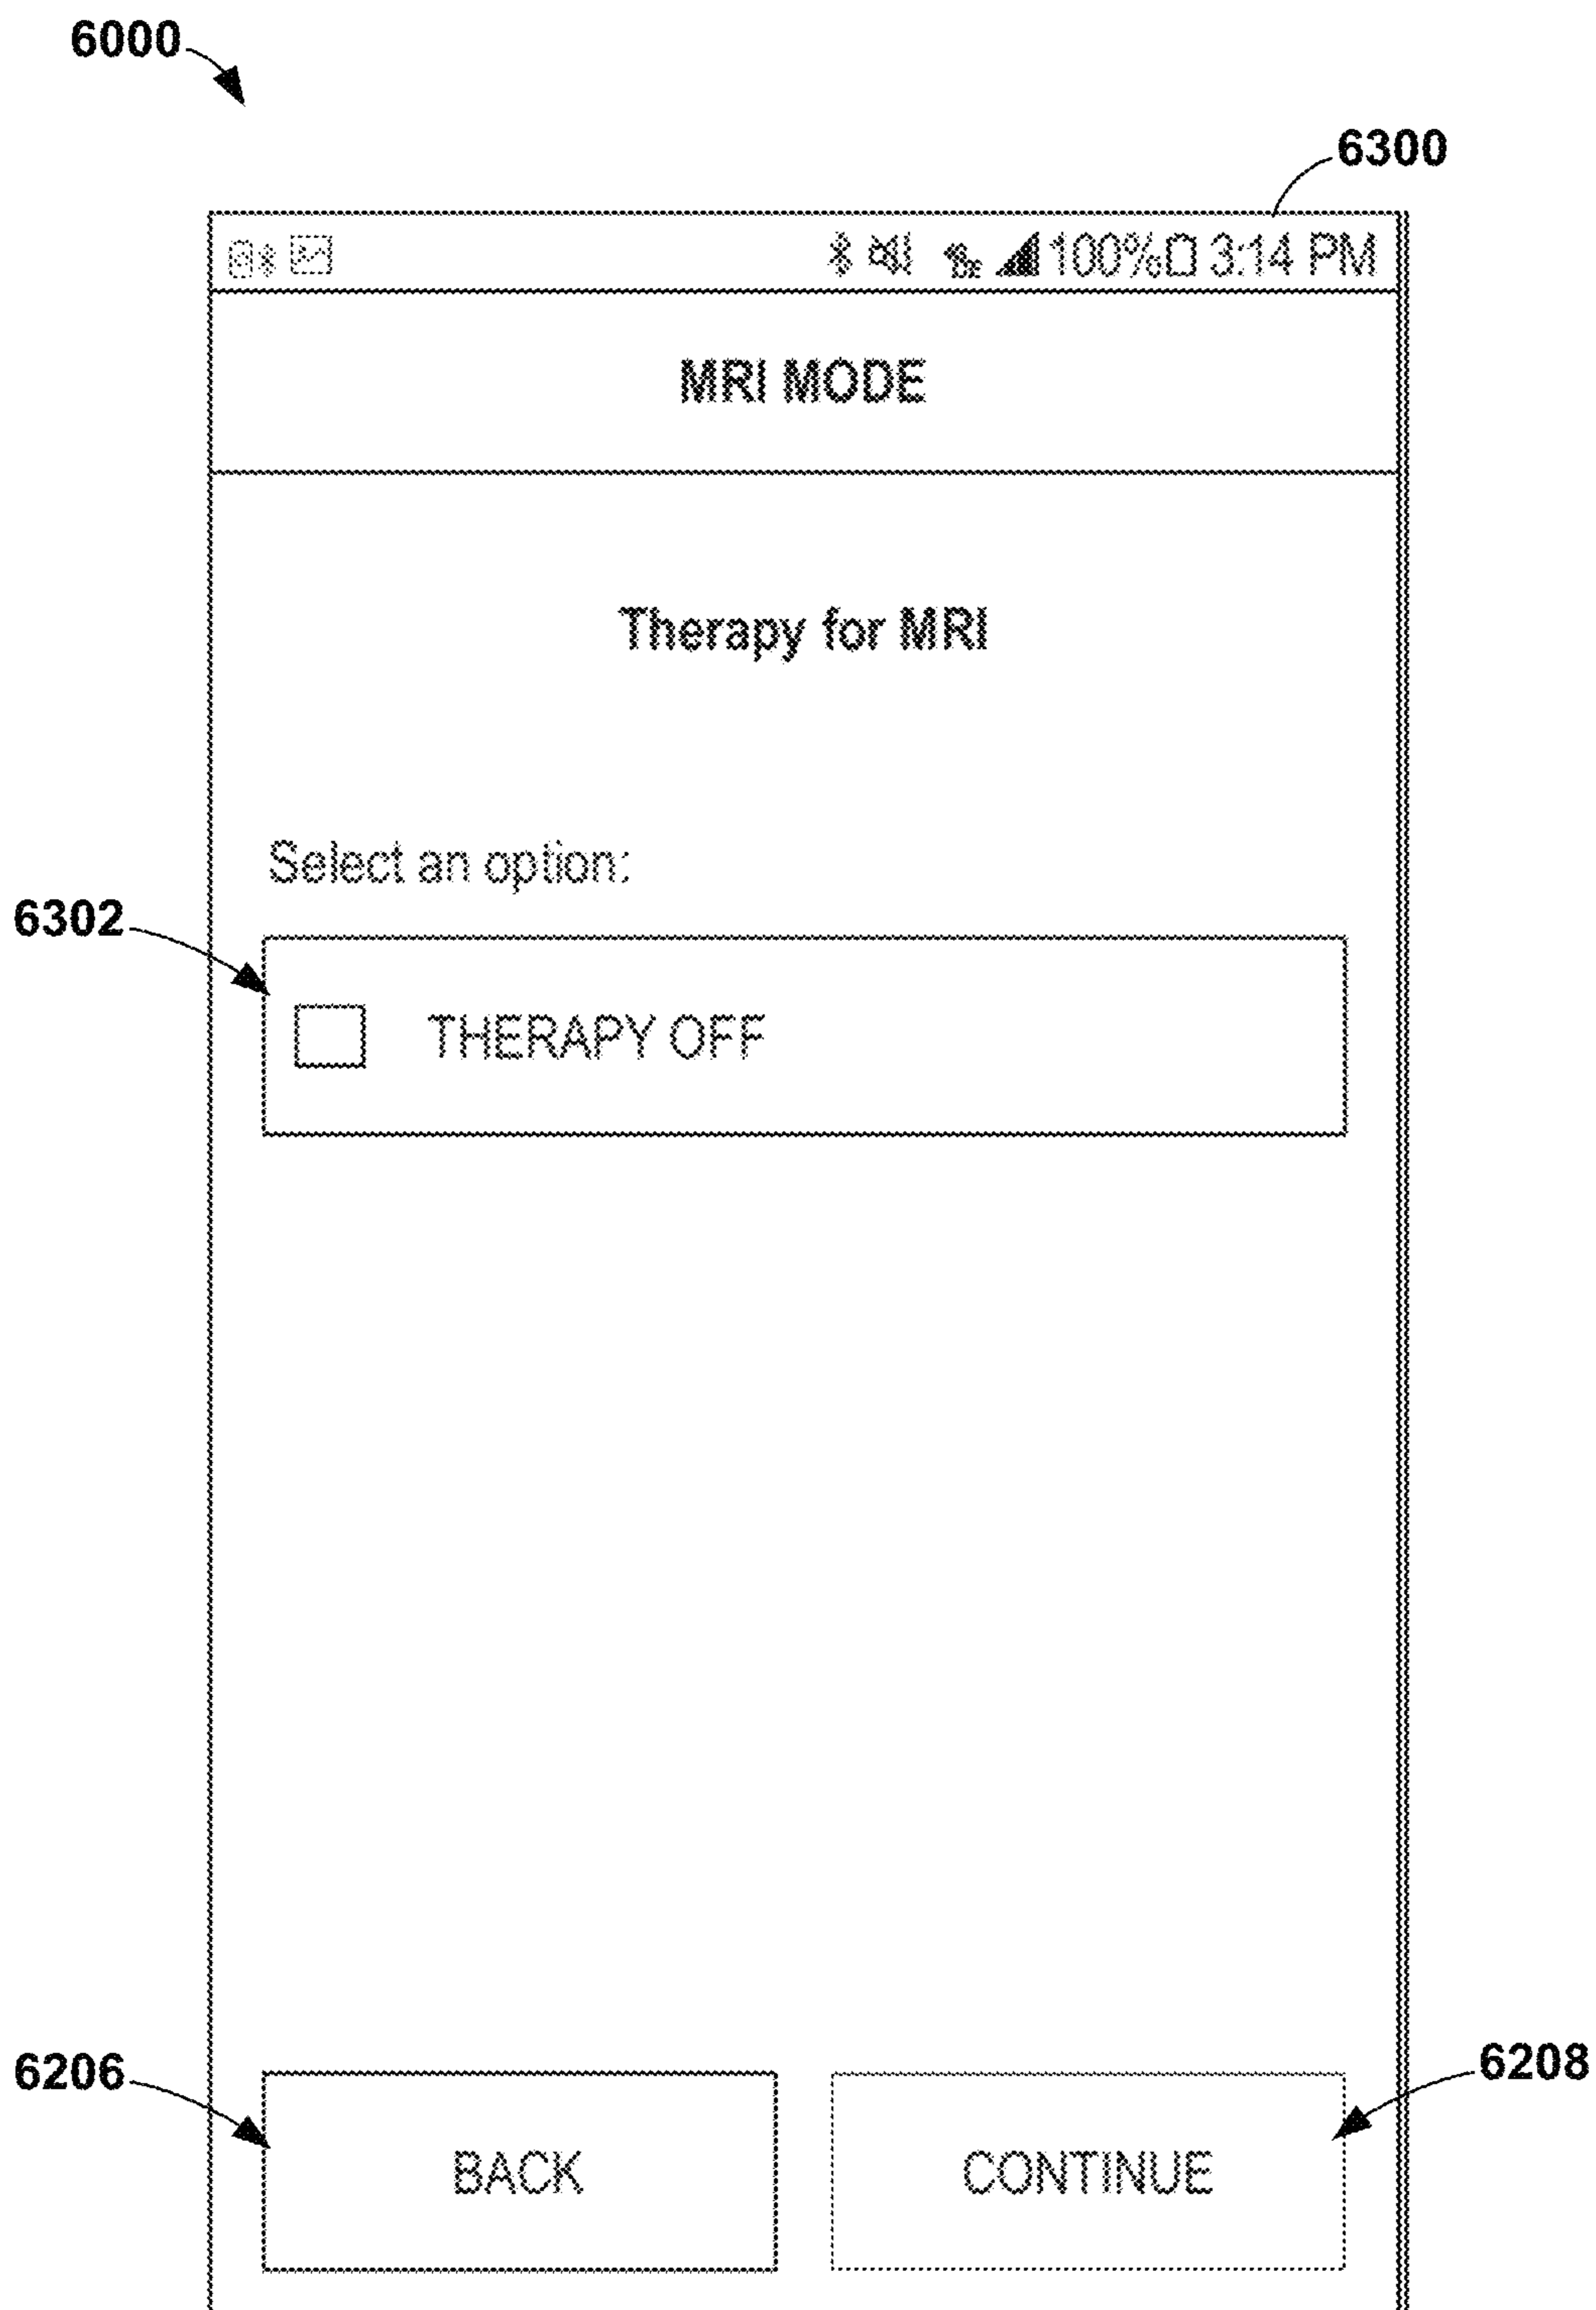 6000
6300
100% 3:14 PM
MRI MODE
Therapy for MRI
Select an option:
6302
THERAPY OFF
6206
6208
BACK
CONTINUE